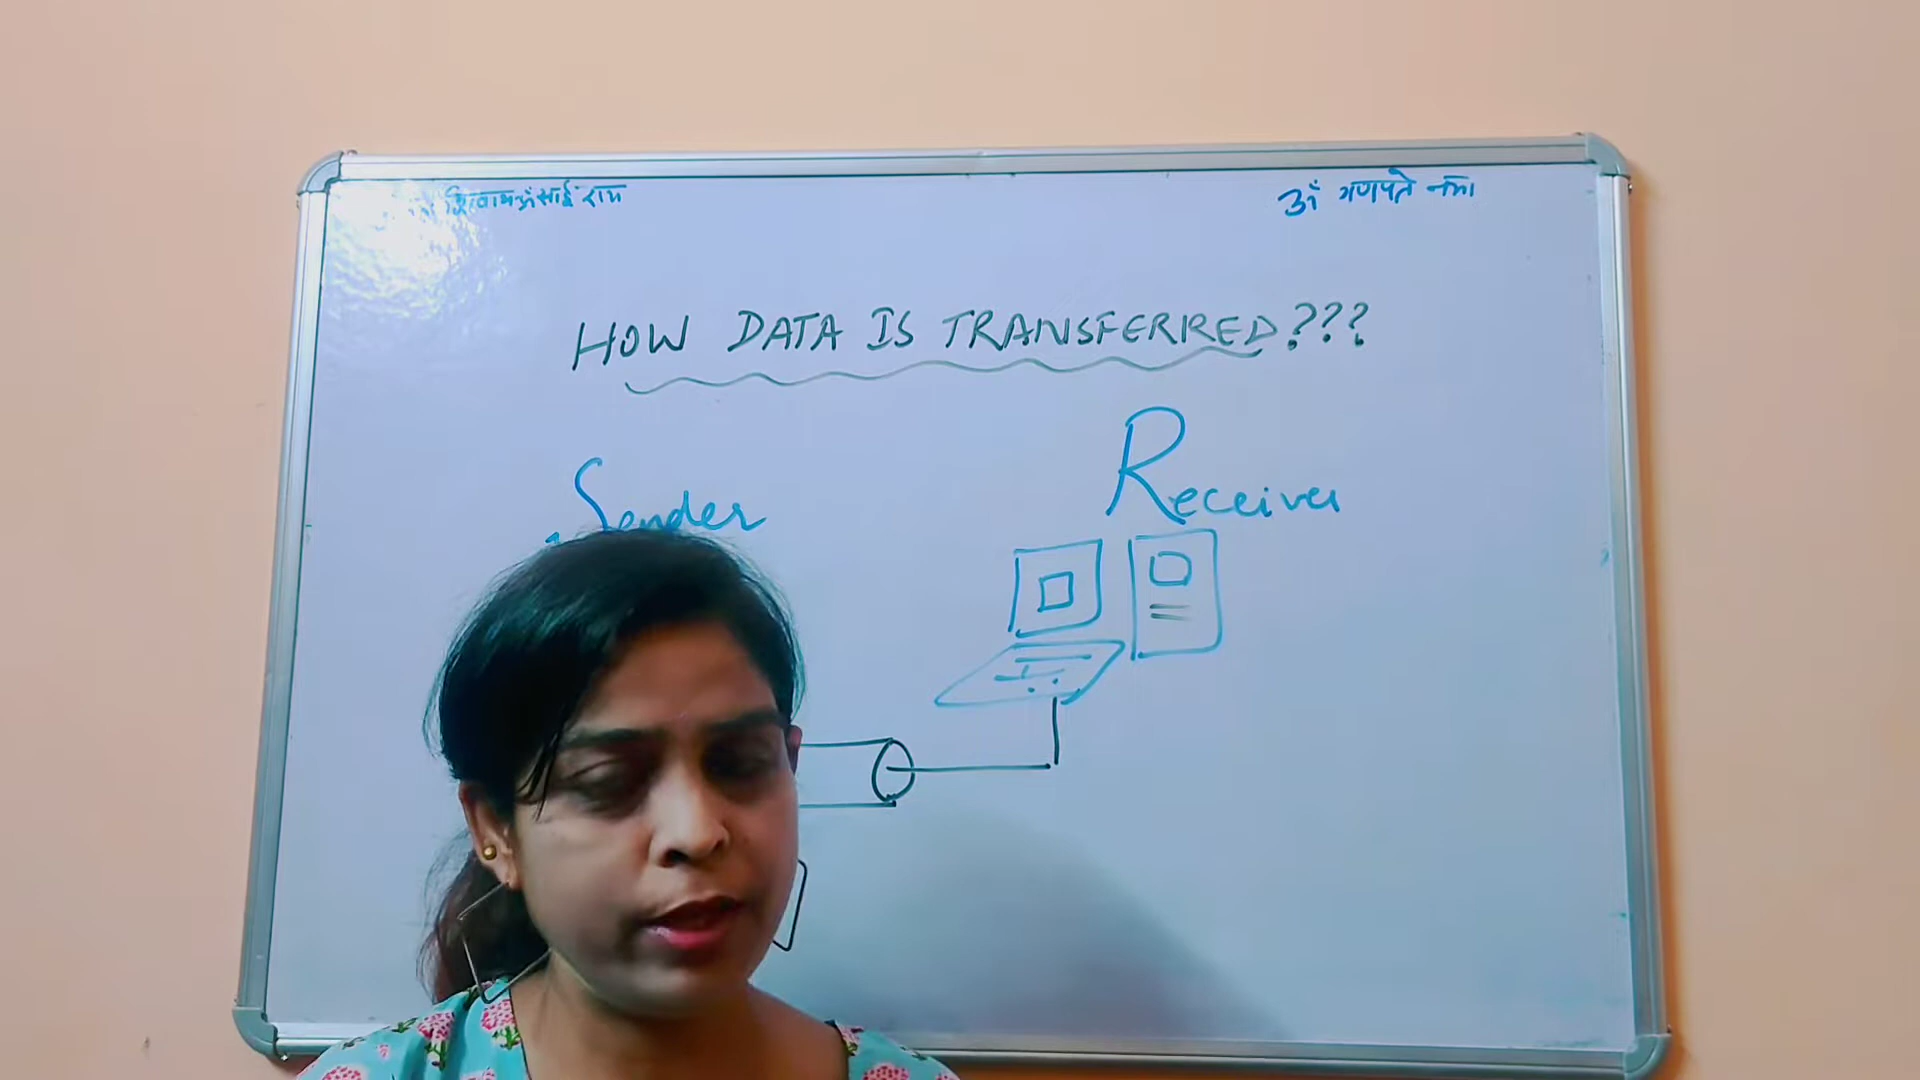 साई राम
ॐ गणपते नमः
HOW DATA IS TRANSFERRED???
Sender
Receiver